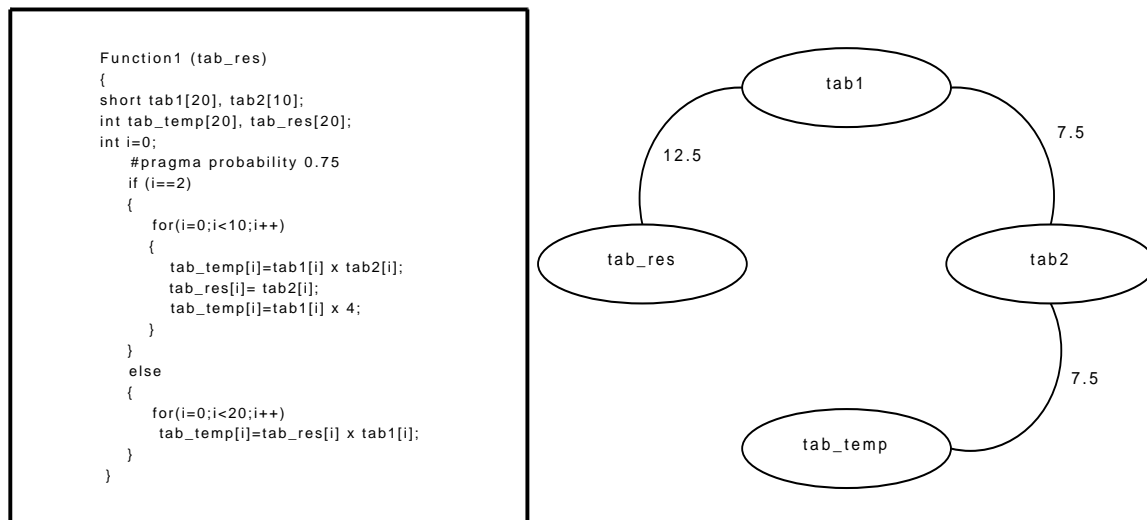 Function1 (tab_res)
{
short tab1[20], tab2[10];
int tab_temp[20], tab_res[20];
int i=0;
#pragma probability 0.75
if (i==2)
{
for(i=0;i<10;i++)
{
tab_temp[i]=tab1[i] x tab2[i];
tab_res[i]= tab2[i];
tab_temp[i]=tab1[i] x 4;
}
}
else
{
for(i=0;i<20;i++)
tab_temp[i]=tab_res[i] x tab1[i];
}
}
tab1
12.5
7.5
tab_res
tab2
7.5
tab_temp